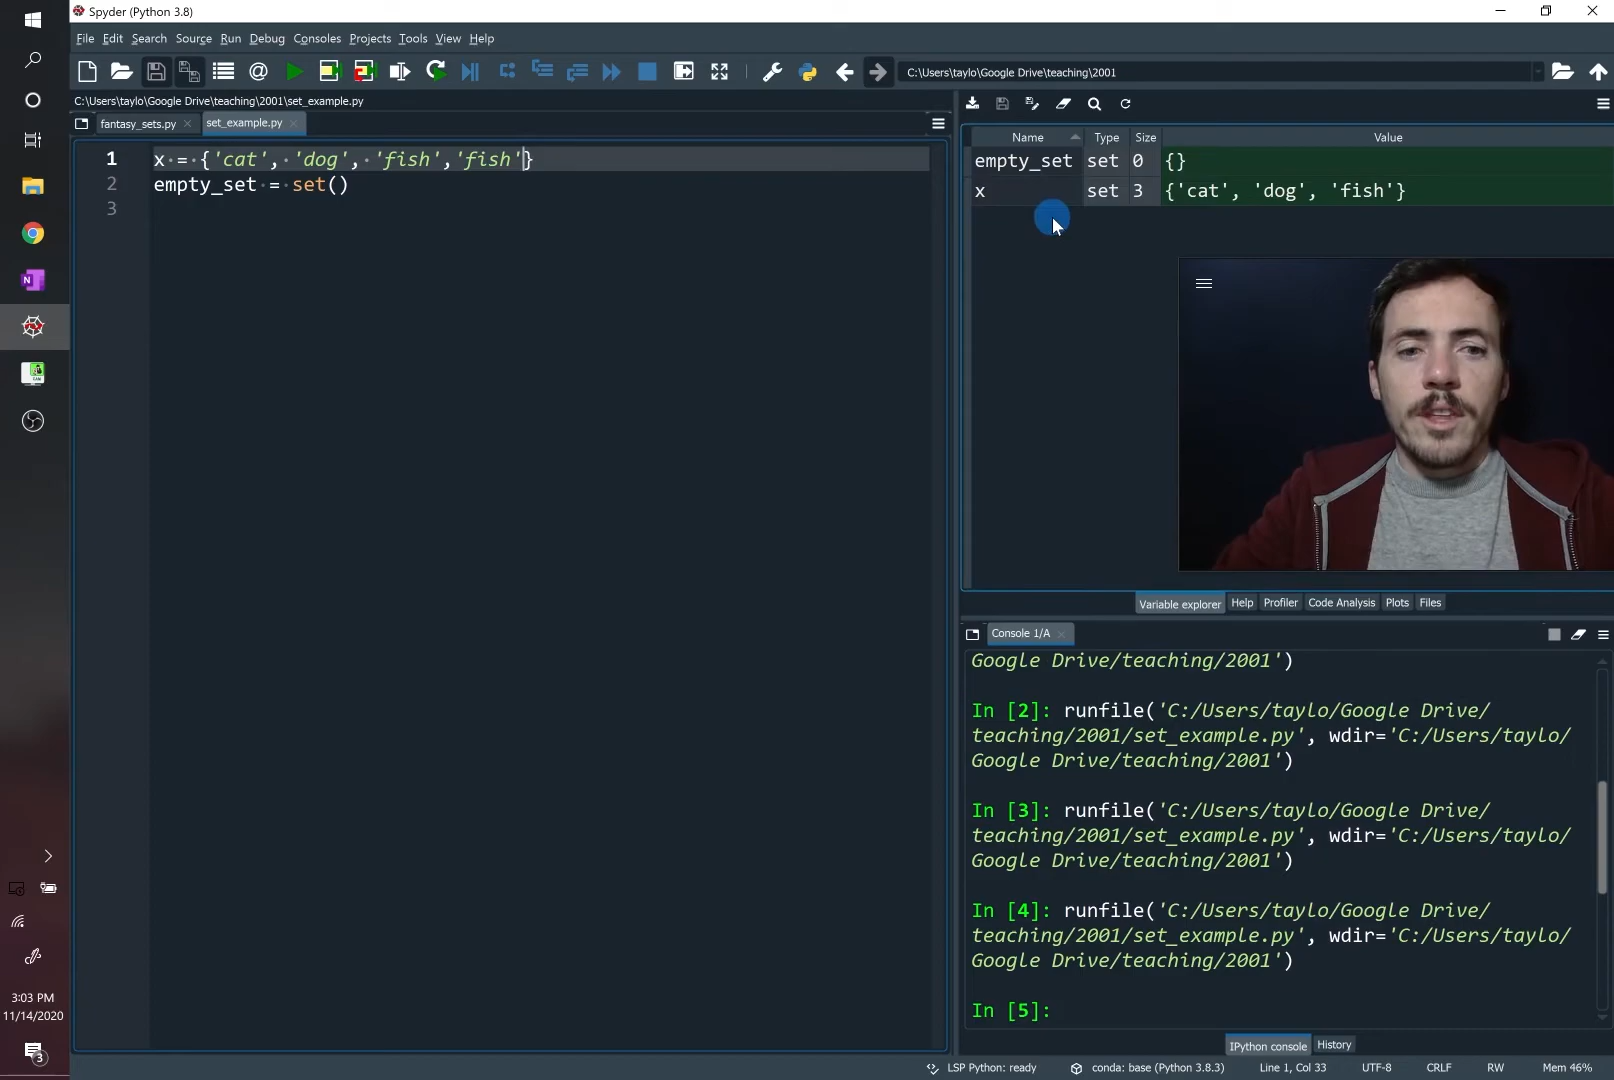 Spyder (Python 3.8)
File Edit Search Source Run Debug Consoles Projects Tools View Help
C:\Users\taylo\Google Drive\teaching\2001
C:\Users\taylo\Google Drive\teaching\2001\set_example.py
fantasy_sets.py set_example.py
1 x = {'cat', 'dog', 'fish','fish'}
2 empty_set = set()
3
Name Type Size Value
empty_set set 0 {}
x set 3 {'cat', 'dog', 'fish'}
Variable explorer Help Profiler Code Analysis Plots Files
Console 1/A
Google Drive/teaching/2001')
In [2]: runfile('C:/Users/taylo/Google Drive/
teaching/2001/set_example.py', wdir='C:/Users/taylo/
Google Drive/teaching/2001')
In [3]: runfile('C:/Users/taylo/Google Drive/
teaching/2001/set_example.py', wdir='C:/Users/taylo/
Google Drive/teaching/2001')
In [4]: runfile('C:/Users/taylo/Google Drive/
teaching/2001/set_example.py', wdir='C:/Users/taylo/
Google Drive/teaching/2001')
In [5]:
IPython console History
LSP Python: ready conda: base (Python 3.8.3) Line 1, Col 33 UTF-8 CRLF RW Mem 46%
3:03 PM
11/14/2020
3